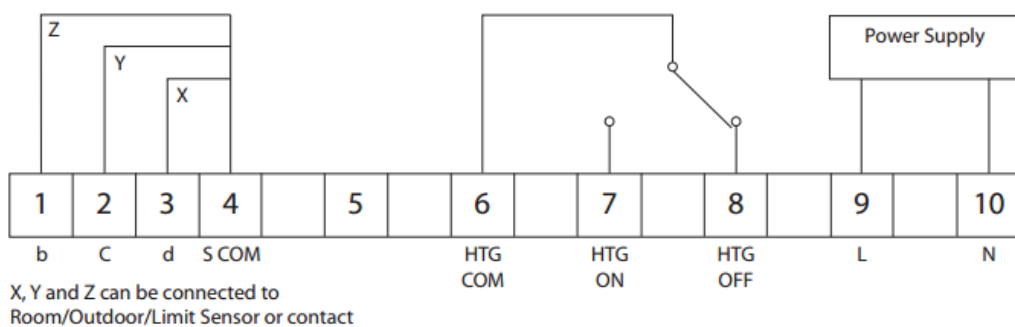 Z
Y
X
Power Supply
1 2 3 4 5 6 7 8 9 10
b C d S COM HTG COM HTG ON HTG OFF L N
X, Y and Z can be connected to
Room/Outdoor/Limit Sensor or contact